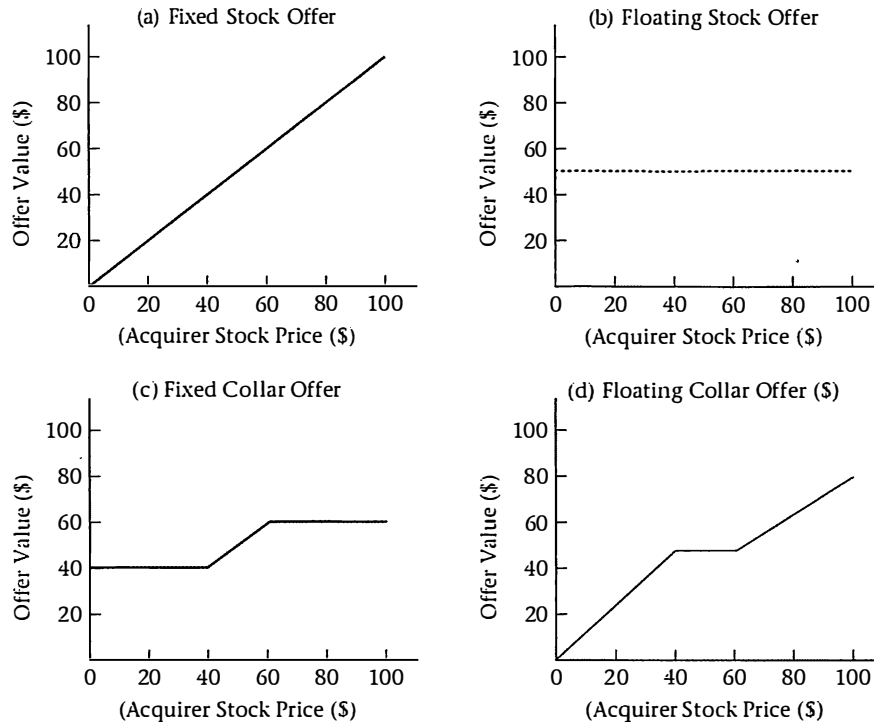 (a) Fixed Stock Offer
Offer Value ($)
100
80
60
40
20
0 20 40 60 80 100
(Acquirer Stock Price ($)
(b) Floating Stock Offer
Offer Value ($)
100
80
60
40
20
0 20 40 60 80 100
(Acquirer Stock Price ($)
(c) Fixed Collar Offer
Offer Value ($)
100
80
60
40
20
0 20 40 60 80 100
(Acquirer Stock Price ($)
(d) Floating Collar Offer ($)
Offer Value ($)
100
80
60
40
20
0 20 40 60 80 100
(Acquirer Stock Price ($)